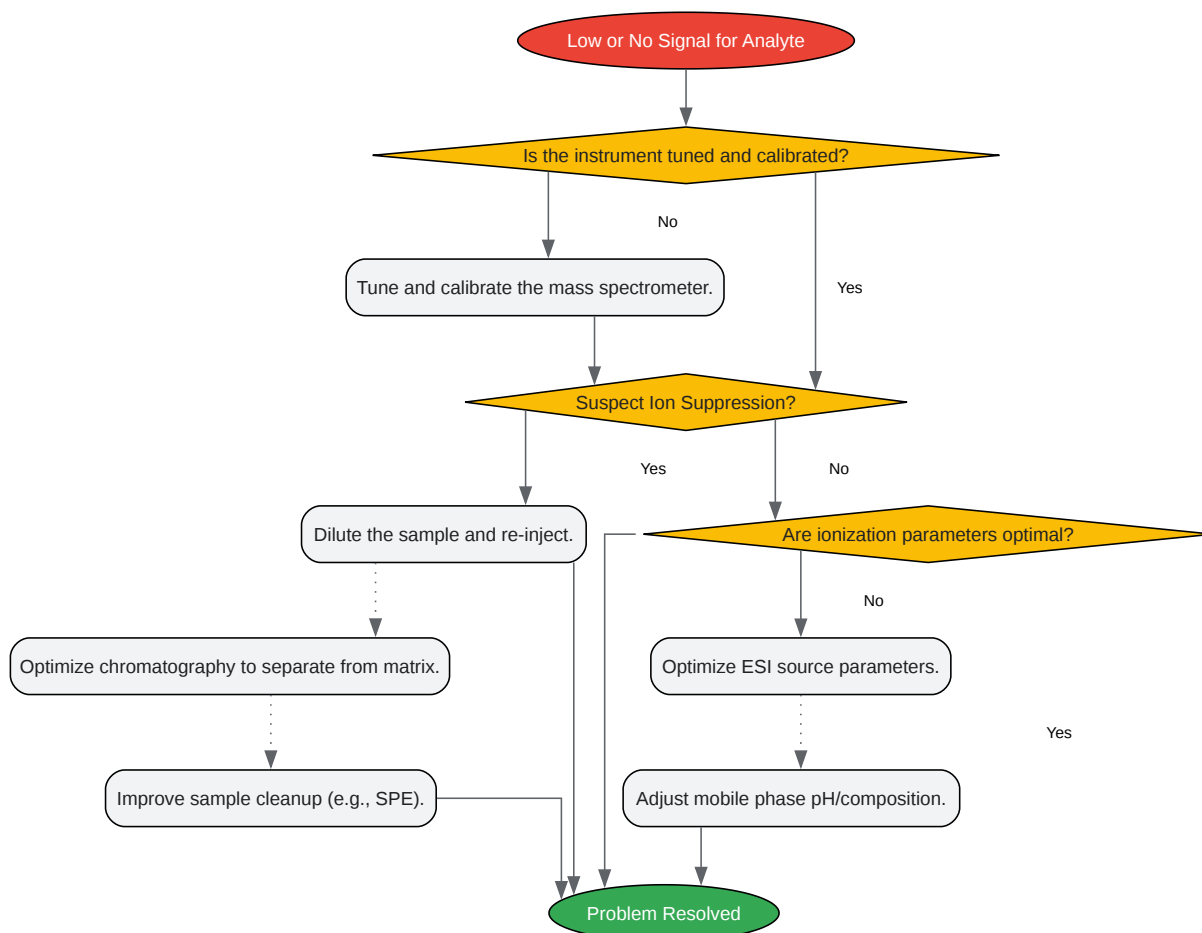 Low or No Signal for Analyte
Is the instrument tuned and calibrated?
No
Tune and calibrate the mass spectrometer.
Yes
Suspect Ion Suppression?
Yes
No
Dilute the sample and re-inject.
Are ionization parameters optimal?
No
Optimize chromatography to separate from matrix.
Optimize ESI source parameters.
Yes
Improve sample cleanup (e.g., SPE).
Adjust mobile phase pH/composition.
Problem Resolved